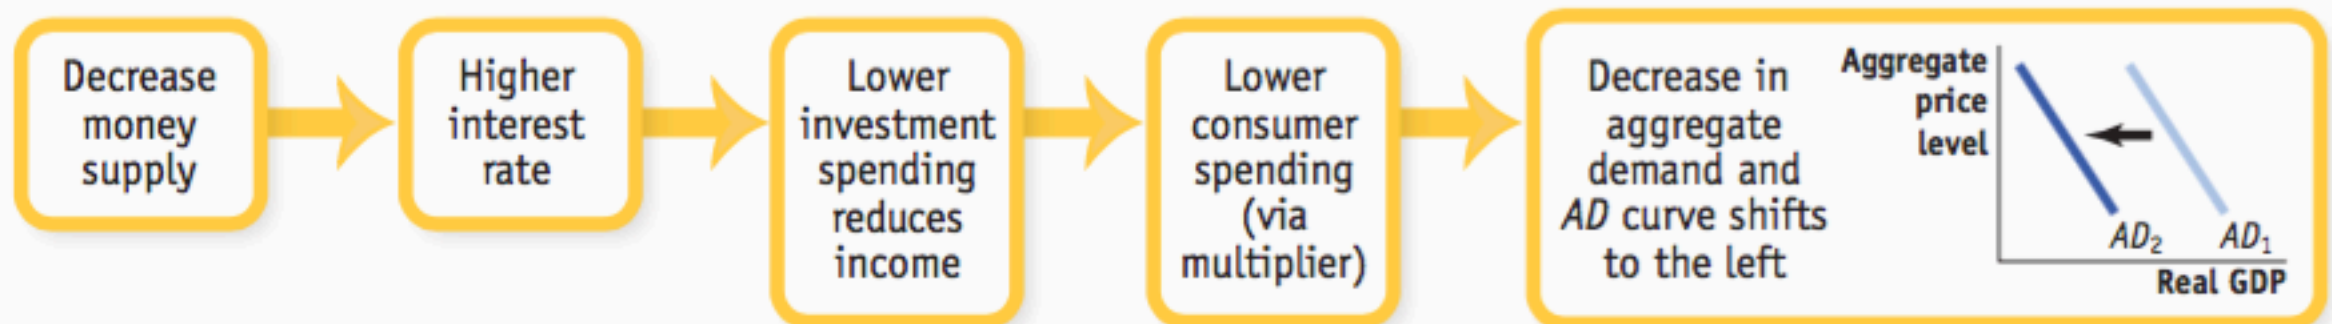 Decrease
money
supply
Higher
interest
rate
Lower
investment
spending
reduces
income
Lower
consumer
spending
(via
multiplier)
Decrease in
aggregate
demand and
AD curve shifts
to the left
Aggregate
price
level
AD₂
AD₁
Real GDP